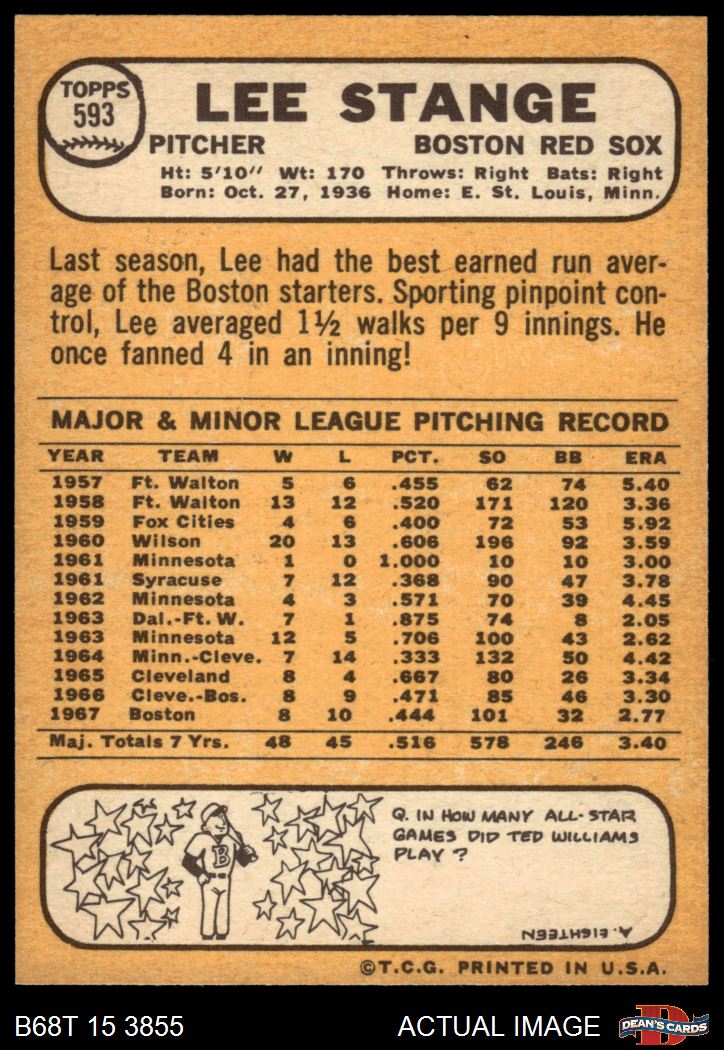 TOPPS
593
LEE STANGE
PITCHER BOSTON RED SOX
Ht: 5'10" Wt: 170 Throws: Right Bats: Right
Born: Oct. 27, 1936 Home: E. St. Louis, Minn.
Last season, Lee had the best earned run aver-
age of the Boston starters. Sporting pinpoint con-
trol, Lee averaged 1½ walks per 9 innings. He
once fanned 4 in an inning!
MAJOR & MINOR LEAGUE PITCHING RECORD
YEAR TEAM W L PCT. SO BB ERA
1957 Ft. Walton 5 6 .455 62 74 5.40
1958 Ft. Walton 13 12 .520 171 120 3.36
1959 Fox Cities 4 6 .400 72 53 5.92
1960 Wilson 20 13 .606 196 92 3.59
1961 Minnesota 1 0 1.000 10 10 3.00
1961 Syracuse 7 12 .368 90 47 3.78
1962 Minnesota 4 3 .571 70 39 4.45
1963 Dal.-Ft. W. 7 1 .875 74 8 2.05
1963 Minnesota 12 5 .706 100 43 2.62
1964 Minn.-Cleve. 7 14 .333 132 50 4.42
1965 Cleveland 8 4 .667 80 26 3.34
1966 Cleve.-Bos. 8 9 .471 85 46 3.30
1967 Boston 8 10 .444 101 32 2.77
Maj. Totals 7 Yrs. 48 45 .516 578 246 3.40
B
Q. IN HOW MANY ALL-STAR
GAMES DID TED WILLIAMS
PLAY ?
A. EIGHTEEN
©T.C.G. PRINTED IN U.S.A.
B68T 15 3855 ACTUAL IMAGE
D
DEAN'S CARDS